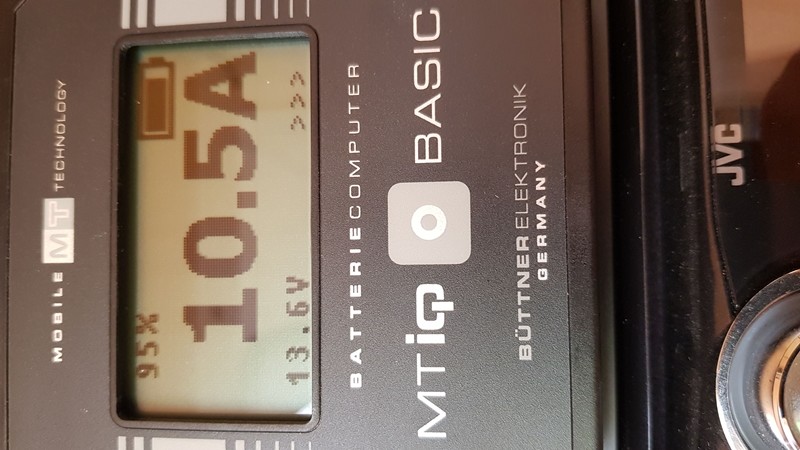 MOBILE MT TECHNOLOGY
95%
10.5A
13.6V >>>
BATTERIECOMPUTER
MT iQ BASIC
BÜTTNER ELEKTRONIK
GERMANY
JVC